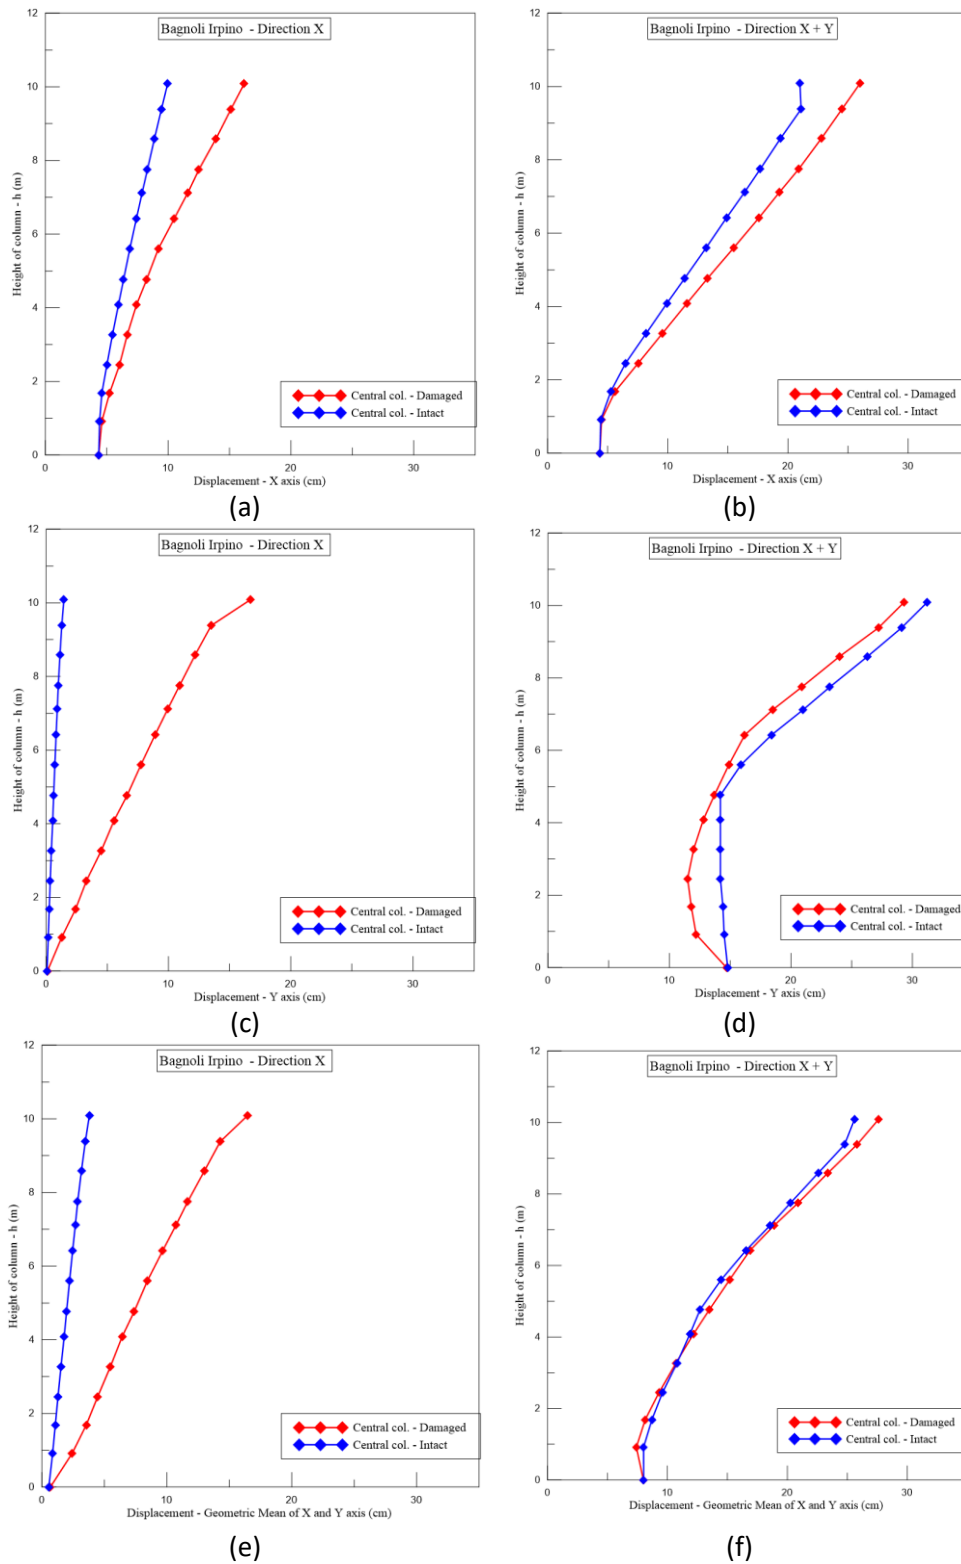 12
Bagnoli Irpino - Direction X
10
8
6
4
2
0
Height of column - h (m)
Central col. - Damaged
Central col. - Intact
0 10 20 30
Displacement - X axis (cm)
(a)
12
Bagnoli Irpino - Direction X + Y
10
8
6
4
2
0
Height of column - h (m)
Central col. - Damaged
Central col. - Intact
0 10 20 30
Displacement - X axis (cm)
(b)
12
Bagnoli Irpino - Direction X
10
8
6
4
2
0
Height of column - h (m)
Central col. - Damaged
Central col. - Intact
0 10 20 30
Displacement - Y axis (cm)
(c)
12
Bagnoli Irpino - Direction X + Y
10
8
6
4
2
0
Height of column - h (m)
Central col. - Damaged
Central col. - Intact
0 10 20 30
Displacement - Y axis (cm)
(d)
12
Bagnoli Irpino - Direction X
10
8
6
4
2
0
Height of column - h (m)
Central col. - Damaged
Central col. - Intact
0 10 20 30
Displacement - Geometric Mean of X and Y axis (cm)
(e)
12
Bagnoli Irpino - Direction X + Y
10
8
6
4
2
0
Height of column - h (m)
Central col. - Damaged
Central col. - Intact
0 10 20 30
Displacement - Geometric Mean of X and Y axis (cm)
(f)